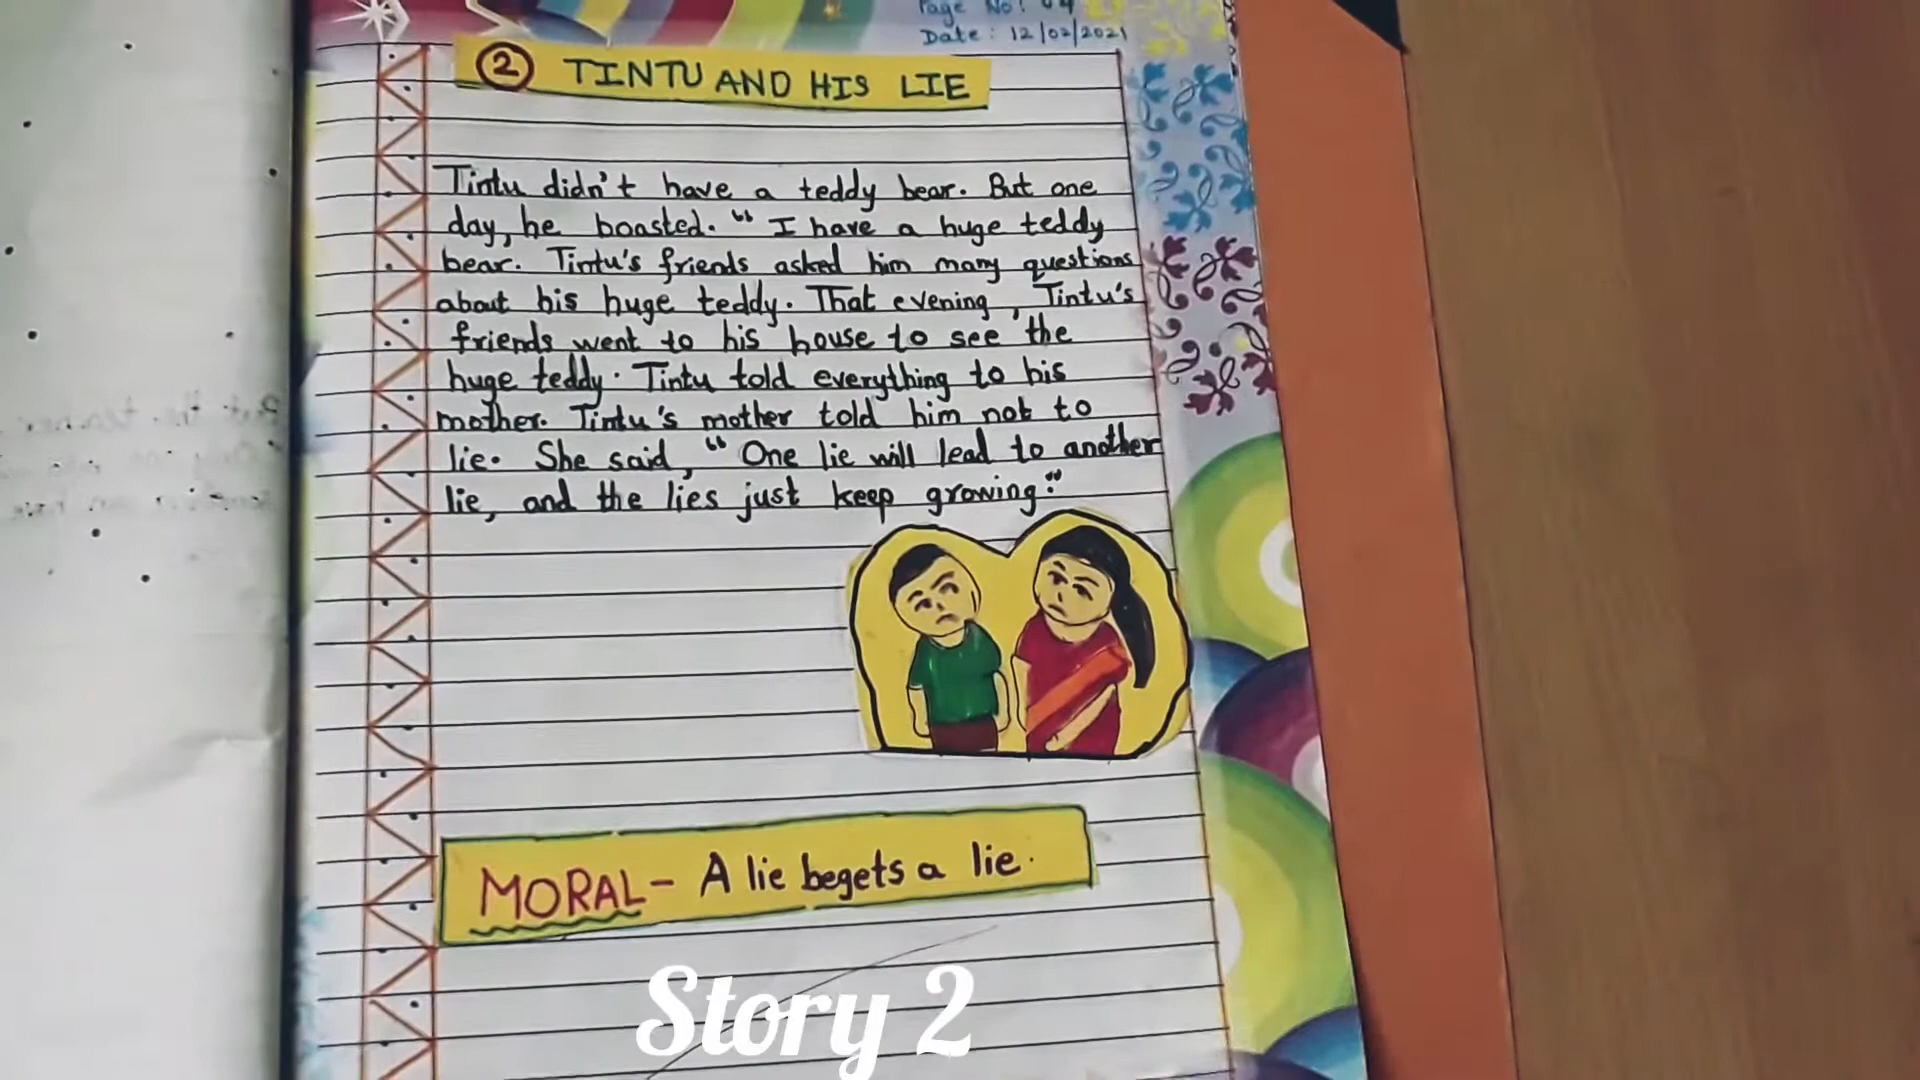 Page No: 04
Date: 12/02/2021
2 TINTU AND HIS LIE
Tintu didn't have a teddy bear. But one
day, he boasted. "I have a huge teddy
bear. Tintu's friends asked him many questions
about his huge teddy. That evening, Tintu's
friends went to his house to see the
huge teddy. Tintu told everything to his
mother. Tintu's mother told him not to
lie. She said, "One lie will lead to another
lie, and the lies just keep growing."
MORAL - A lie begets a lie.
Story 2